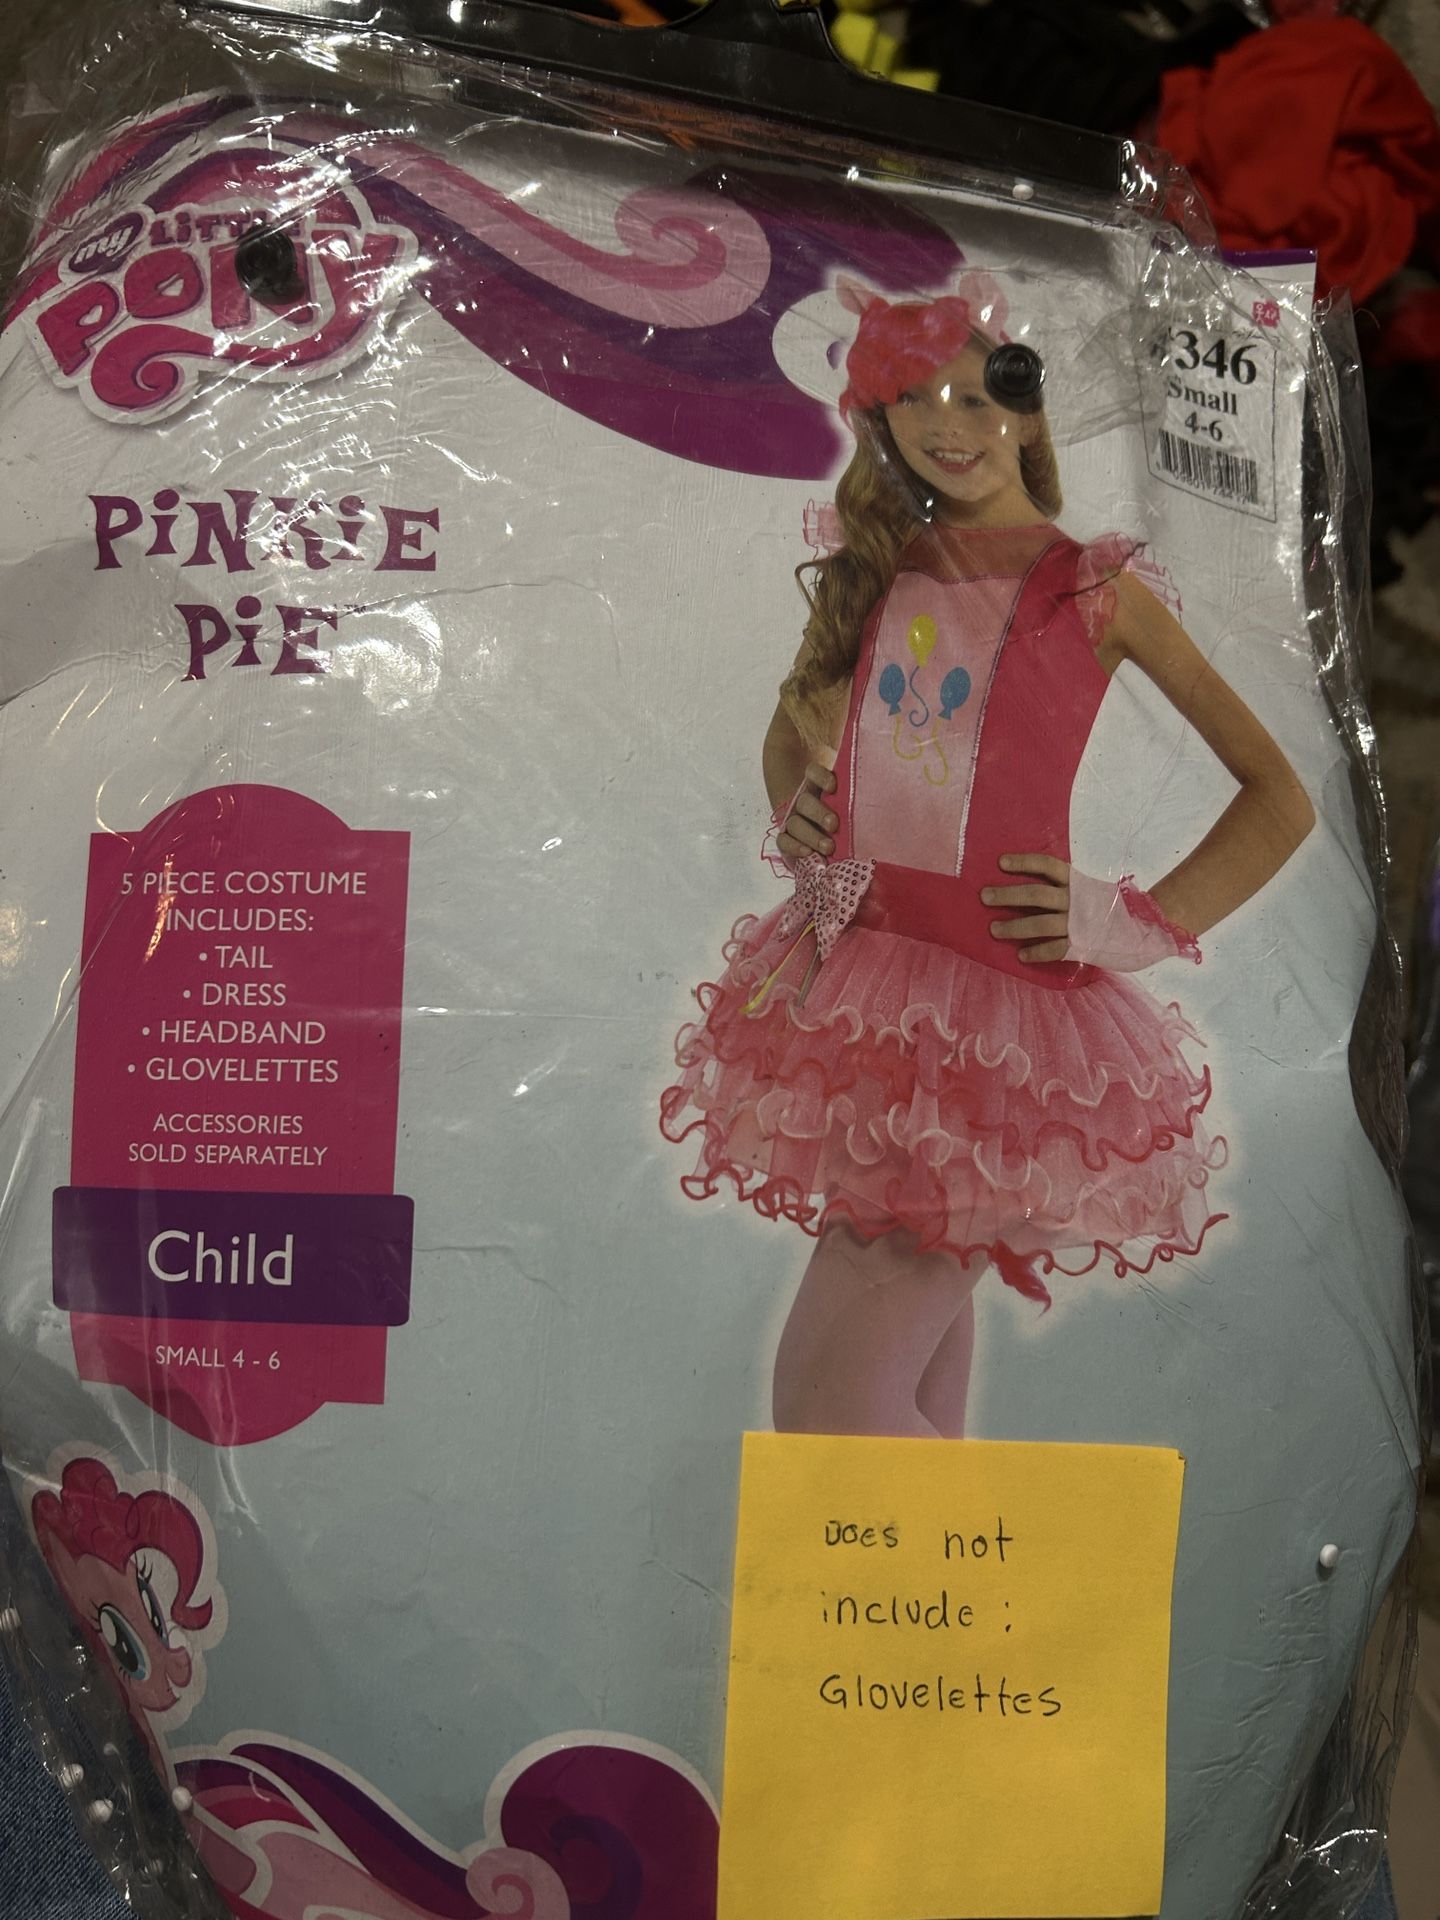 my LiTTLE
PONY
PiNKiE
PiE™
346
Small
4-6
5 PIECE COSTUME
INCLUDES:
• TAIL
• DRESS
• HEADBAND
• GLOVELETTES
ACCESSORIES
SOLD SEPARATELY
Child
SMALL 4 - 6
Does not
include :
Glovelettes